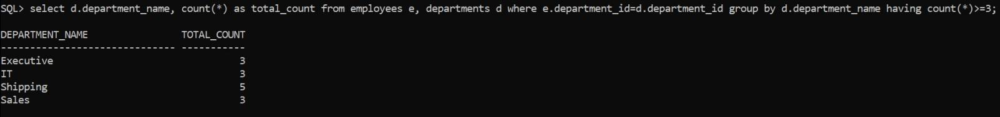 SQL> select d.department_name, count(*) as total_count from employees e, departments d where e.department_id=d.department_id group by d.department_name having count(*)>=3;
DEPARTMENT_NAME                TOTAL_COUNT
------------------------------ -----------
Executive                                3
IT                                       3
Shipping                                 5
Sales                                    3